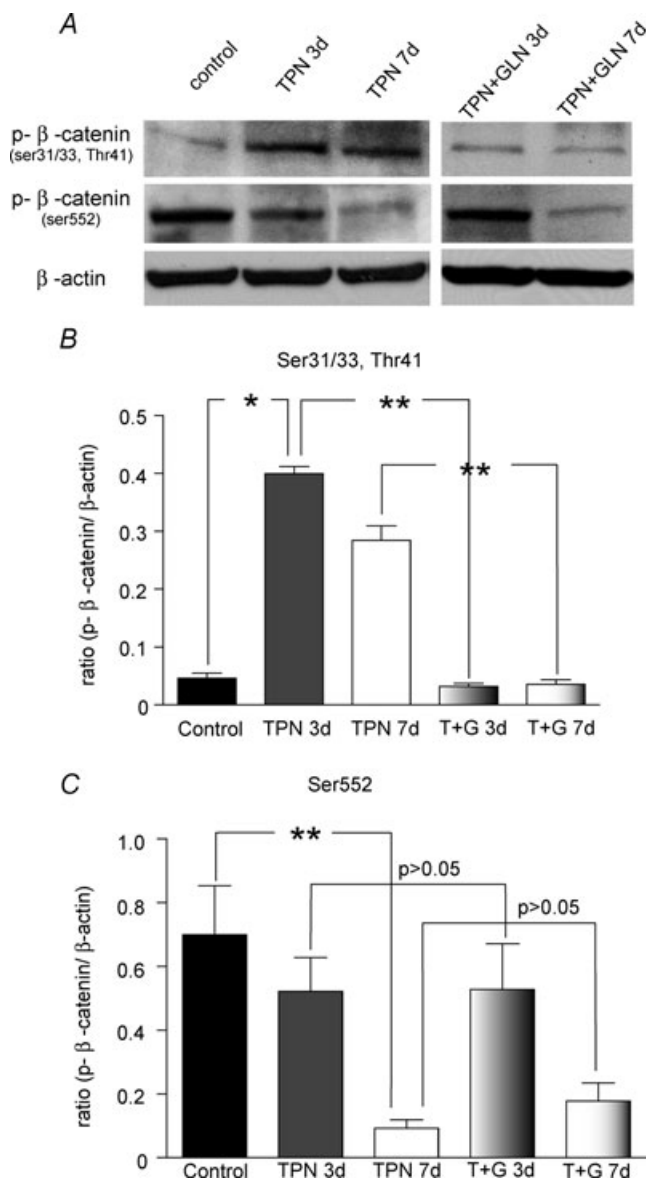 A
control
TPN 3d
TPN 7d
TPN+GLN 3d
TPN+GLN 7d
p- β -catenin
(ser31/33, Thr41)
p- β -catenin
(ser552)
β -actin
B
Ser31/33, Thr41
ratio (p- β -catenin/ β-actin)
0.5
0.4
0.3
0.2
0.1
0
*
**
**
Control
TPN 3d
TPN 7d
T+G 3d
T+G 7d
C
Ser552
ratio (p- β -catenin/ β-actin)
1.0
0.8
0.6
0.4
0.2
0
**
p>0.05
p>0.05
Control
TPN 3d
TPN 7d
T+G 3d
T+G 7d